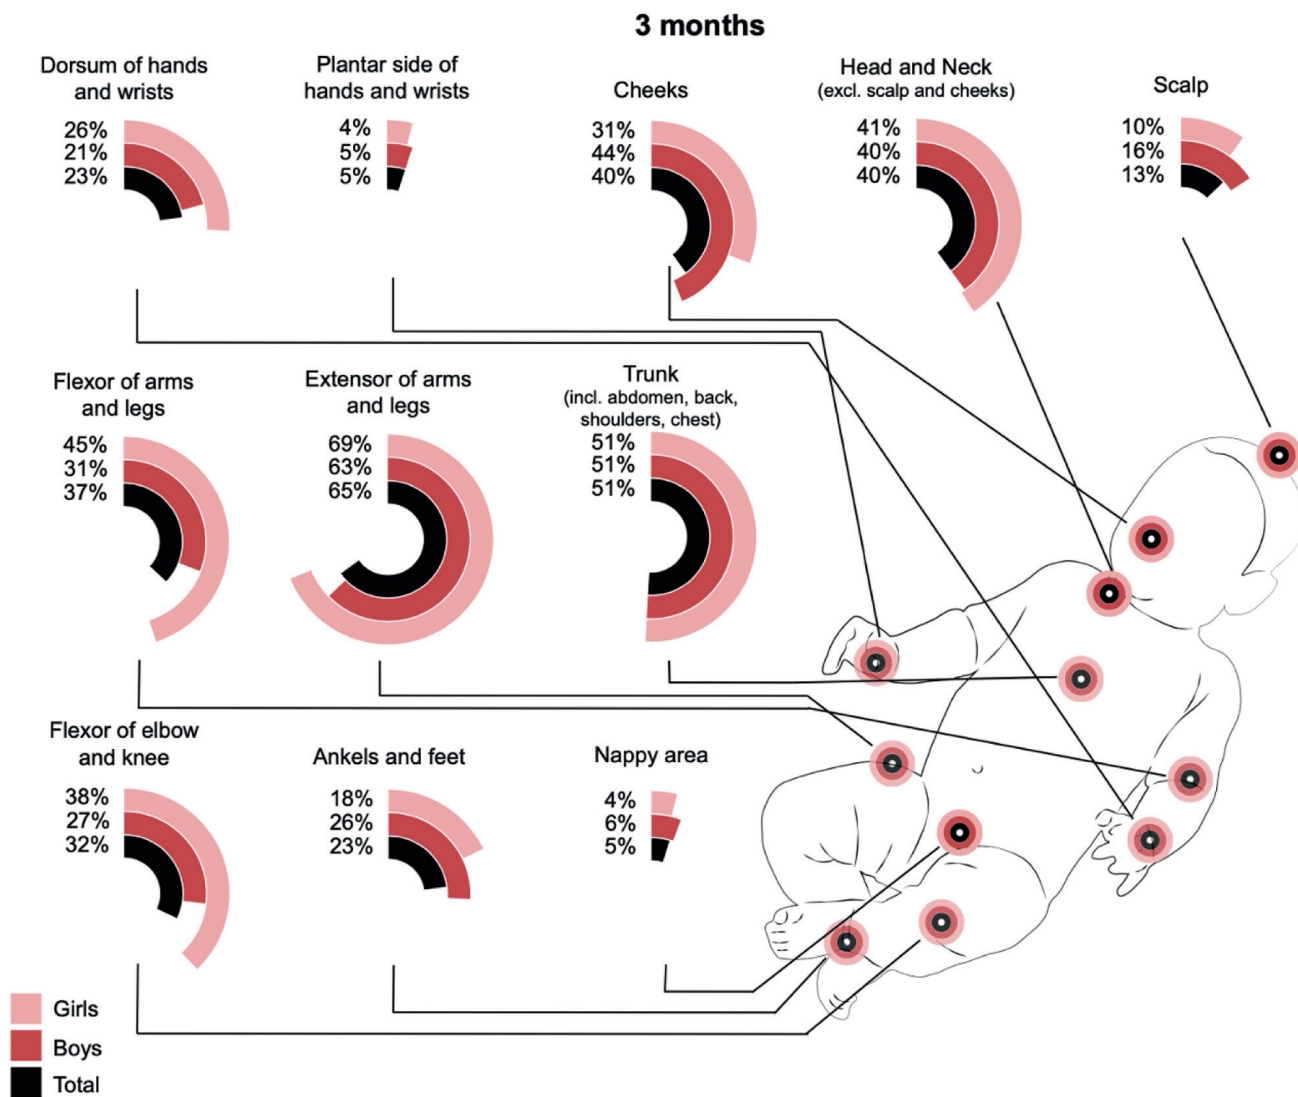 3 months
Dorsum of hands
and wrists
26%
21%
23%
Plantar side of
hands and wrists
4%
5%
5%
Cheeks
31%
44%
40%
Head and Neck
(excl. scalp and cheeks)
41%
40%
40%
Scalp
10%
16%
13%
Flexor of arms
and legs
45%
31%
37%
Extensor of arms
and legs
69%
63%
65%
Trunk
(incl. abdomen, back,
shoulders, chest)
51%
51%
51%
Flexor of elbow
and knee
38%
27%
32%
Ankels and feet
18%
26%
23%
Nappy area
4%
6%
5%
Girls
Boys
Total